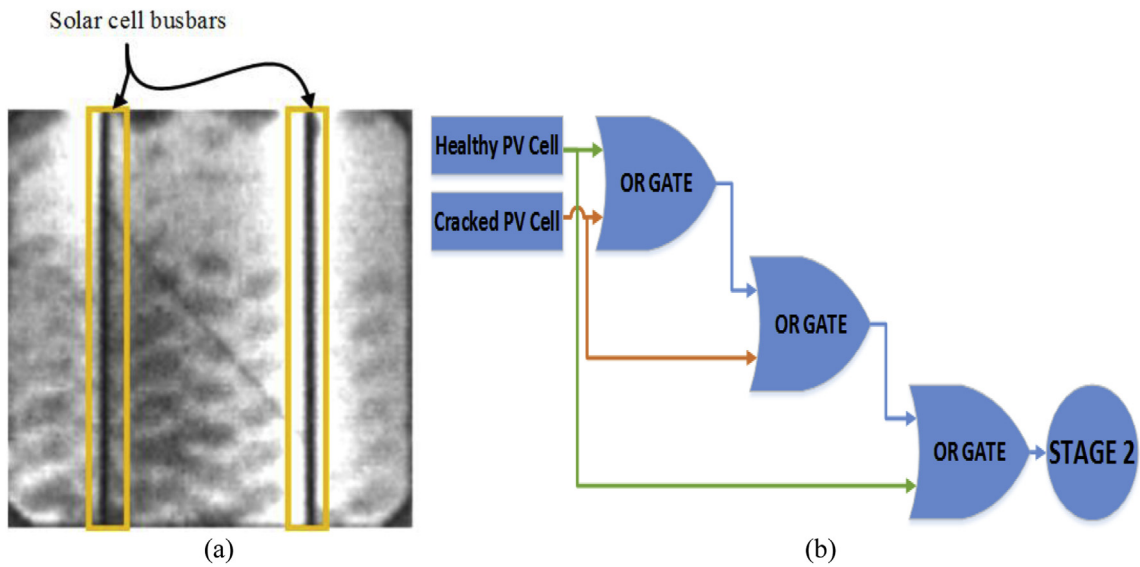 Solar cell busbars
Healthy PV Cell
Cracked PV Cell
OR GATE
OR GATE
OR GATE
STAGE 2
(a)
(b)